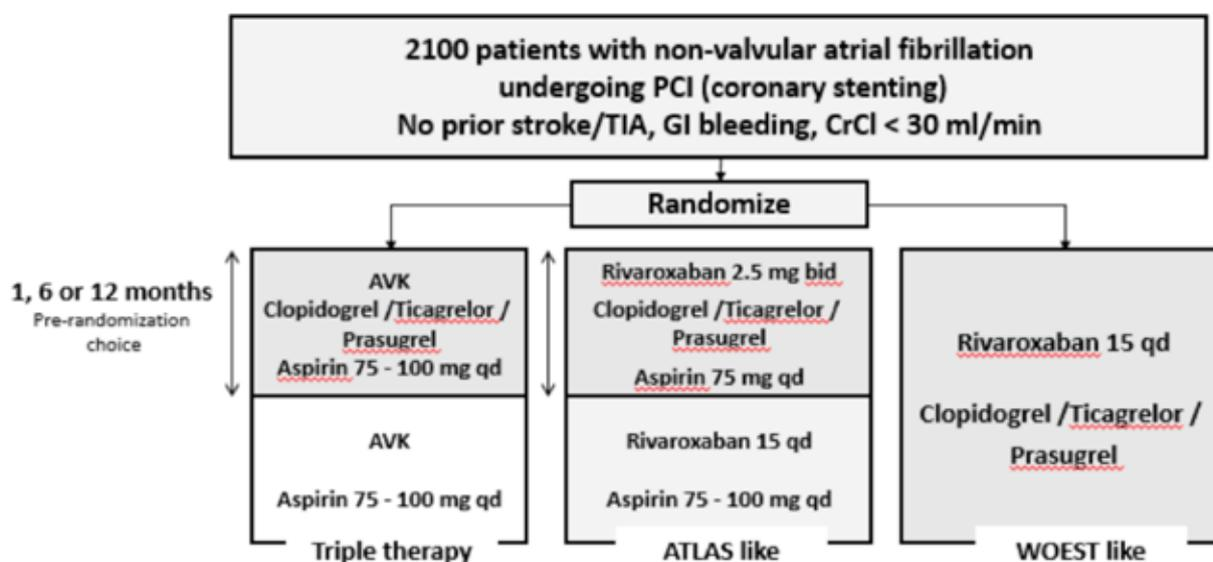 2100 patients with non-valvular atrial fibrillation
undergoing PCI (coronary stenting)
No prior stroke/TIA, GI bleeding, CrCl < 30 ml/min
Randomize
1, 6 or 12 months
Pre-randomization
choice
AVK
Clopidogrel /Ticagrelor /
Prasugrel
Aspirin 75 - 100 mg qd
AVK
Aspirin 75 - 100 mg qd
Triple therapy
Rivaroxaban 2.5 mg bid
Clopidogrel /Ticagrelor /
Prasugrel
Aspirin 75 mg qd
Rivaroxaban 15 qd
Aspirin 75 - 100 mg qd
ATLAS like
Rivaroxaban 15 qd
Clopidogrel /Ticagrelor /
Prasugrel
WOEST like